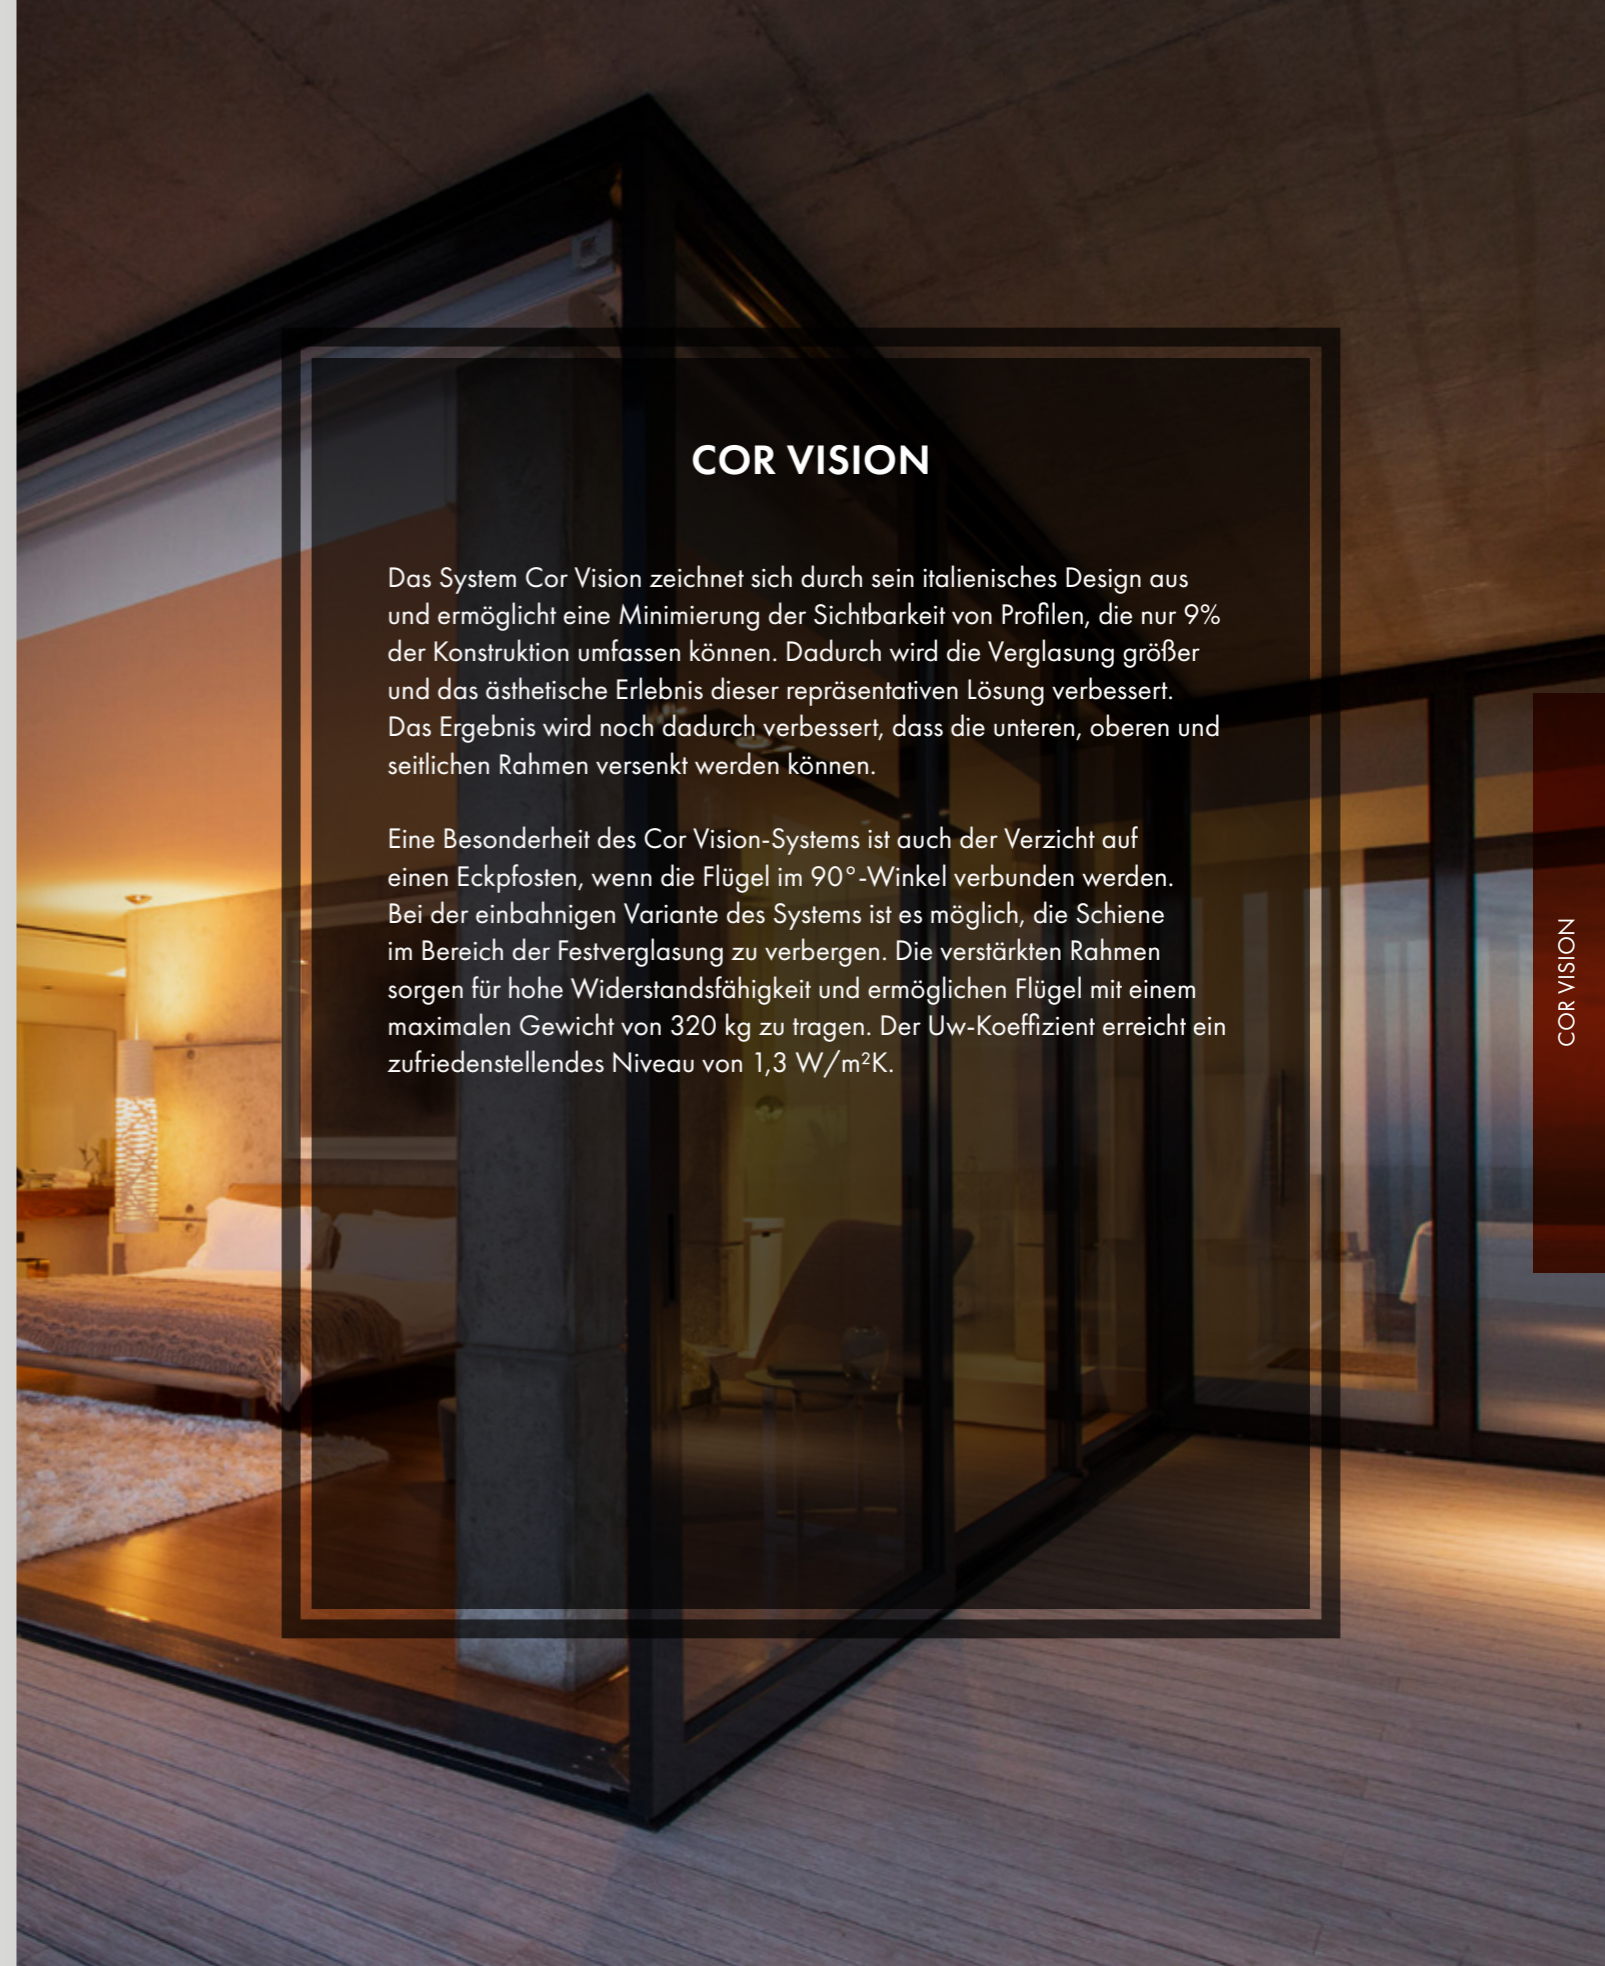 COR VISION
Das System Cor Vision zeichnet sich durch sein italienisches Design aus
und ermöglicht eine Minimierung der Sichtbarkeit von Profilen, die nur 9%
der Konstruktion umfassen können. Dadurch wird die Verglasung größer
und das ästhetische Erlebnis dieser repräsentativen Lösung verbessert.
Das Ergebnis wird noch dadurch verbessert, dass die unteren, oberen und
seitlichen Rahmen versenkt werden können.
Eine Besonderheit des Cor Vision-Systems ist auch der Verzicht auf
einen Eckpfosten, wenn die Flügel im 90°-Winkel verbunden werden.
Bei der einbahnigen Variante des Systems ist es möglich, die Schiene
im Bereich der Festverglasung zu verbergen. Die verstärkten Rahmen
sorgen für hohe Widerstandsfähigkeit und ermöglichen Flügel mit einem
maximalen Gewicht von 320 kg zu tragen. Der Uw-Koeffizient erreicht ein
zufriedenstellendes Niveau von 1,3 W/m²K.
COR VISION